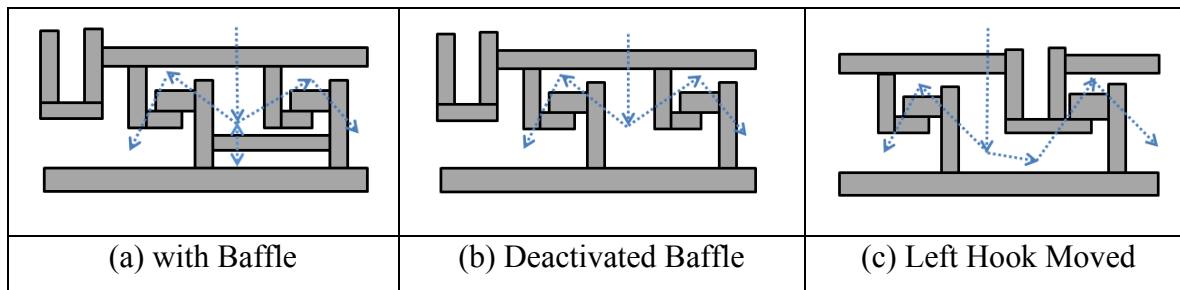 (a) with Baffle
(b) Deactivated Baffle
(c) Left Hook Moved